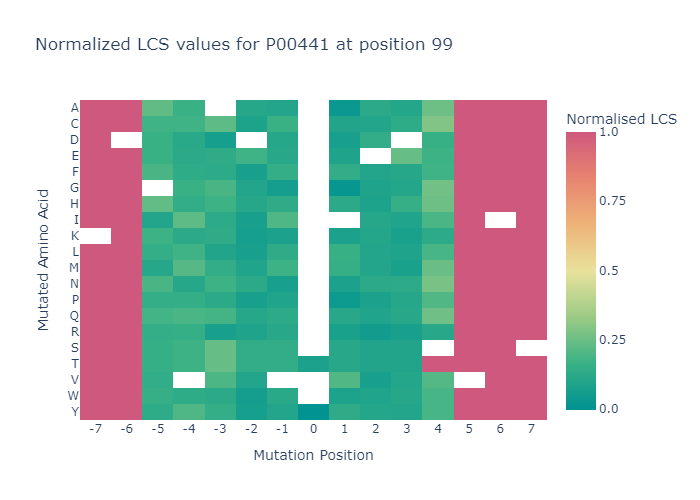 Normalized LCS values for P00441 at position 99
Normalised LCS
Mutated Amino Acid
A
C
D
E
F
G
H
I
K
L
M
N
P
Q
R
S
T
V
W
Y
1.0
0.75
0.5
0.25
0.0
-7 -6 -5 -4 -3 -2 -1 0 1 2 3 4 5 6 7
Mutation Position